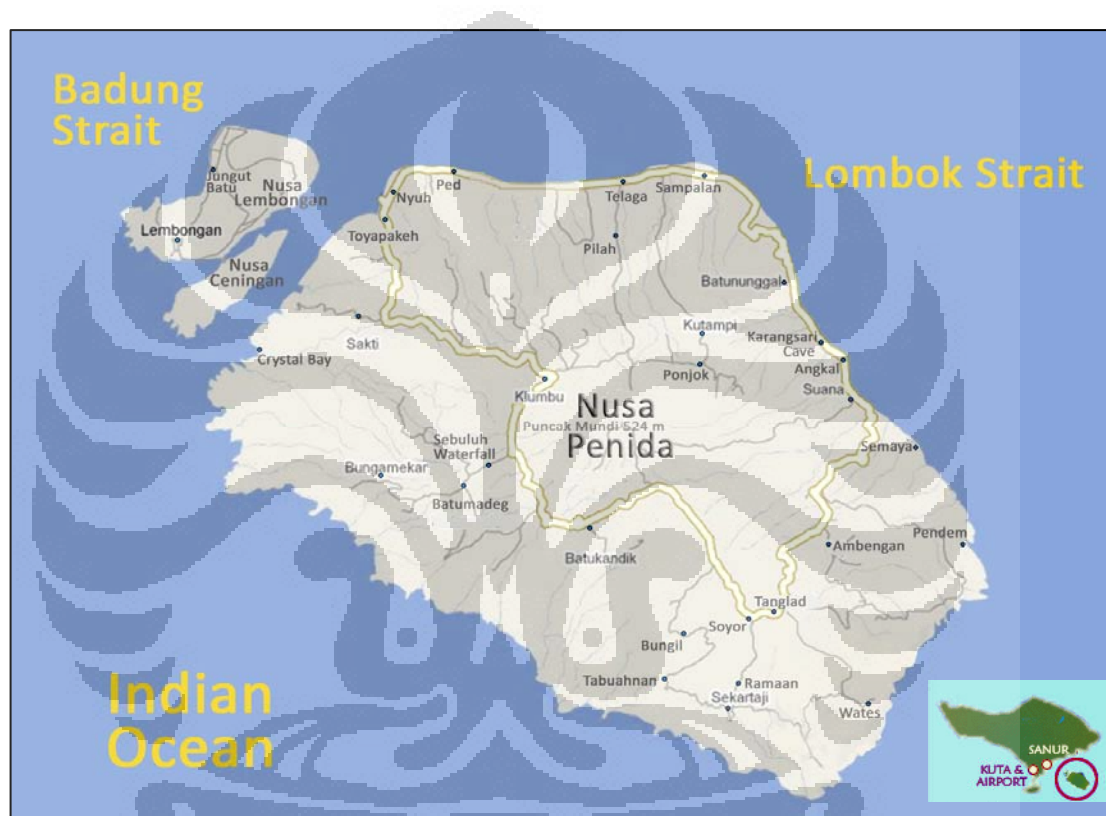 Badung
Strait
Lombok Strait
Jungut
Batu
Nusa
Lembongan
Lembongan
Nusa
Ceningan
Nyuh
Ped
Toyapakeh
Telaga
Sampalan
Pilah
Batununggal
Sakti
Crystal Bay
Kutampi
Karangsari
Cave
Ponjok
Angkal
Suana
Klumbu
Nusa
Puncak Mundi 524 m
Penida
Sebuluh
Waterfall
Bungamekar
Batumadeg
Semaya
Batukandik
Ambengan
Pendem
Tanglad
Soyor
Bungil
Tabuahnan
Ramaan
Sekartaji
Wates
Indian
Ocean
SANUR
KUTA &
AIRPORT